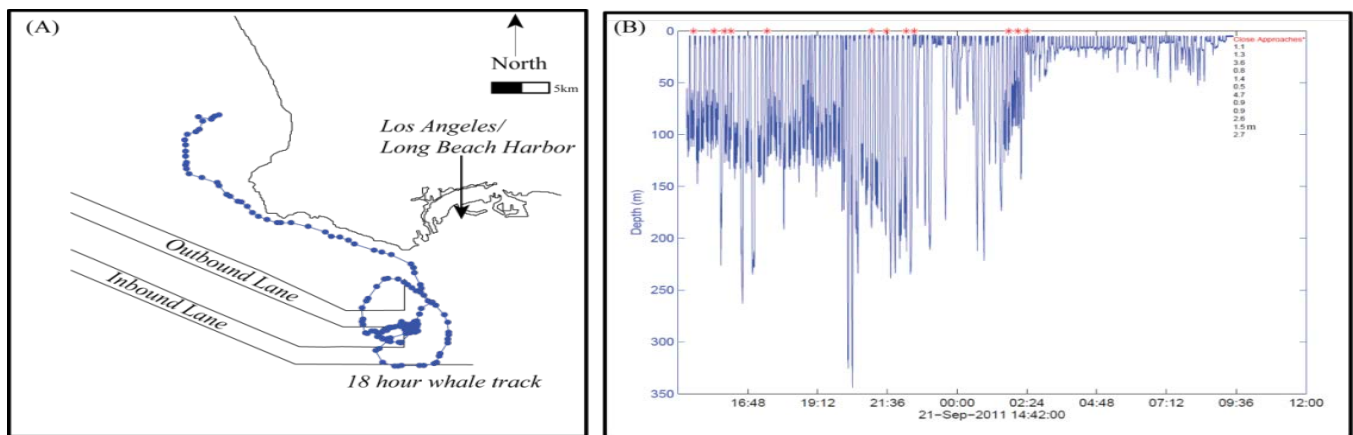 (A)
North
5km
Los Angeles/
Long Beach Harbor
Outbound Lane
Inbound Lane
18 hour whale track
(B)
Depth (m)
0
50
100
150
200
250
300
350
Close Approaches*
1.1
1.3
3.6
0.8
1.4
0.5
4.7
0.9
0.9
2.6
1.5 m
2.7
16:48 19:12 21:36 00:00 02:24 04:48 07:12 09:36 12:00
21-Sep-2011 14:42:00